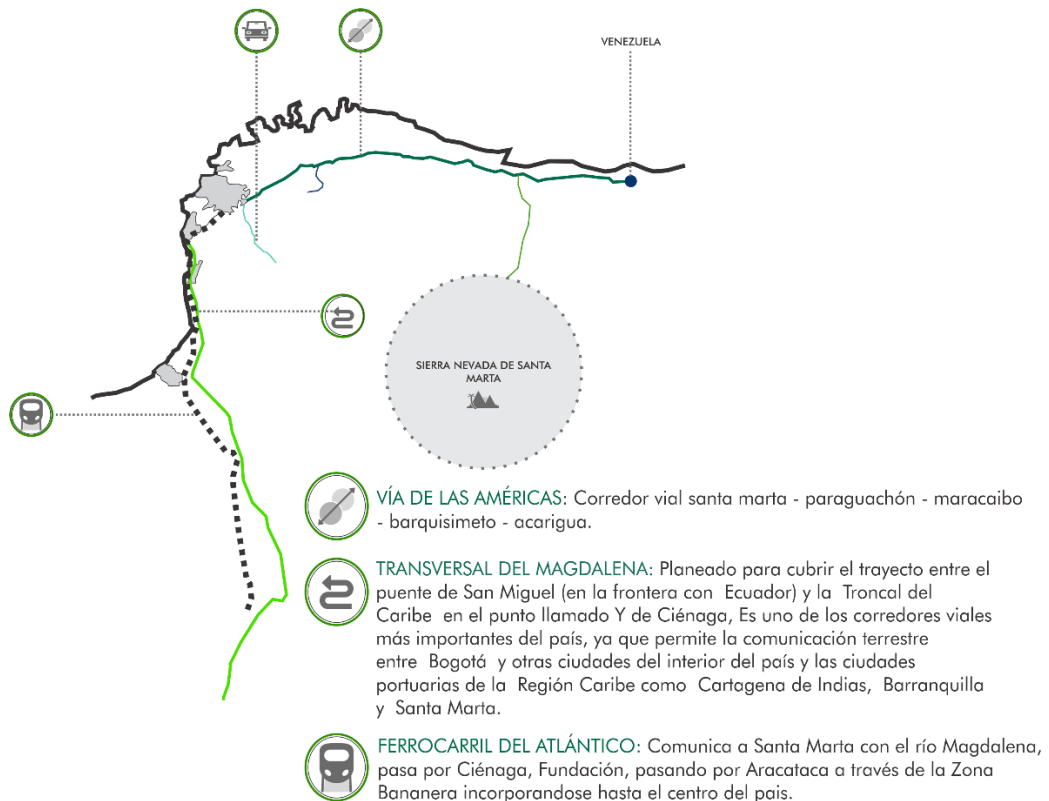 VENEZUELA
SIERRA NEVADA DE SANTA
MARTA
VÍA DE LAS AMÉRICAS: Corredor vial santa marta - paraguachón - maracaibo
- barquisimeto - acarigua.
TRANSVERSAL DEL MAGDALENA: Planeado para cubrir el trayecto entre el
puente de San Miguel (en la frontera con Ecuador) y la Troncal del
Caribe en el punto llamado Y de Ciénaga, Es uno de los corredores viales
más importantes del país, ya que permite la comunicación terrestre
entre Bogotá y otras ciudades del interior del país y las ciudades
portuarias de la Región Caribe como Cartagena de Indias, Barranquilla
y Santa Marta.
FERROCARRIL DEL ATLÁNTICO: Comunica a Santa Marta con el río Magdalena,
pasa por Ciénaga, Fundación, pasando por Aracataca a través de la Zona
Bananera incorporandose hasta el centro del pais.